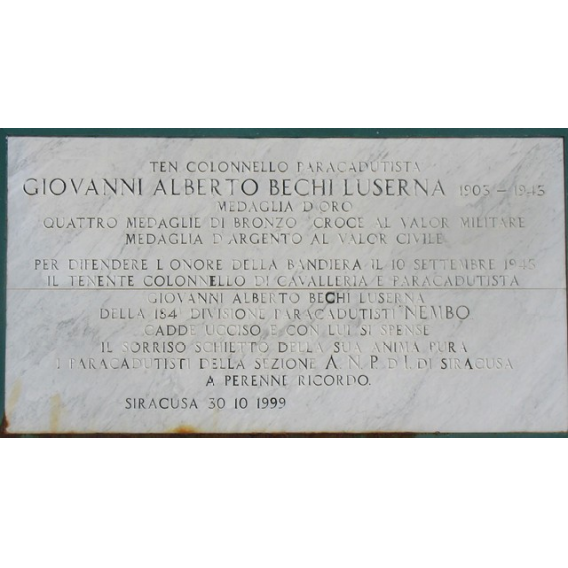 TEN COLONNELLO PARACADUTISTA
GIOVANNI ALBERTO BECHI LUSERNA 1903 - 1943
MEDAGLIA D'ORO
QUATTRO MEDAGLIE DI BRONZO CROCE AL VALOR MILITARE
MEDAGLIA D'ARGENTO AL VALOR CIVILE
PER DIFENDERE L ONORE DELLA BANDIERA IL 10 SETTEMBRE 1943
IL TENENTE COLONNELLO DI CAVALLERIA E PARACADUTISTA
GIOVANNI ALBERTO BECHI LUSERNA
DELLA 184 DIVISIONE PARACADUTISTI NEMBO
CADDE UCCISO E CON LUI SI SPENSE
IL SORRISO SCHIETTO DELLA SUA ANIMA PURA
I PARACADUTISTI DELLA SEZIONE A. N. P. d I. DI SIRACUSA
A PERENNE RICORDO.
SIRACUSA 30 10 1999